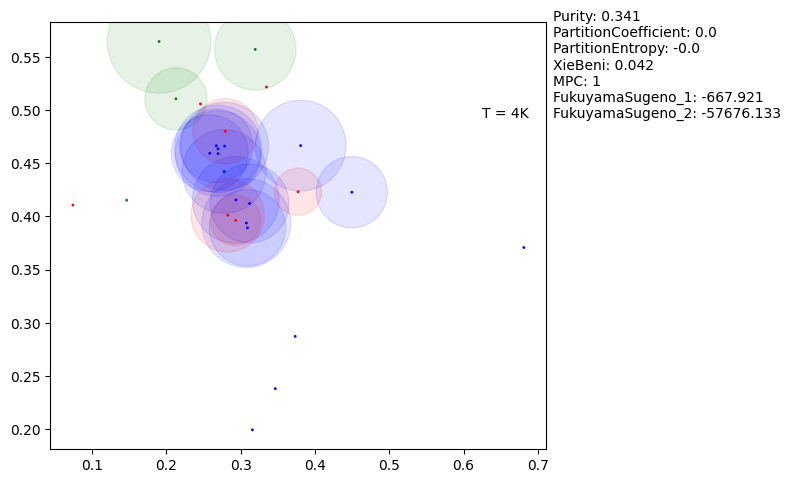 Purity: 0.341
PartitionCoefficient: 0.0
PartitionEntropy: -0.0
XieBeni: 0.042
MPC: 1
FukuyamaSugeno_1: -667.921
FukuyamaSugeno_2: -57676.133
T = 4K
0.55
0.50
0.45
0.40
0.35
0.30
0.25
0.20
0.1 0.2 0.3 0.4 0.5 0.6 0.7